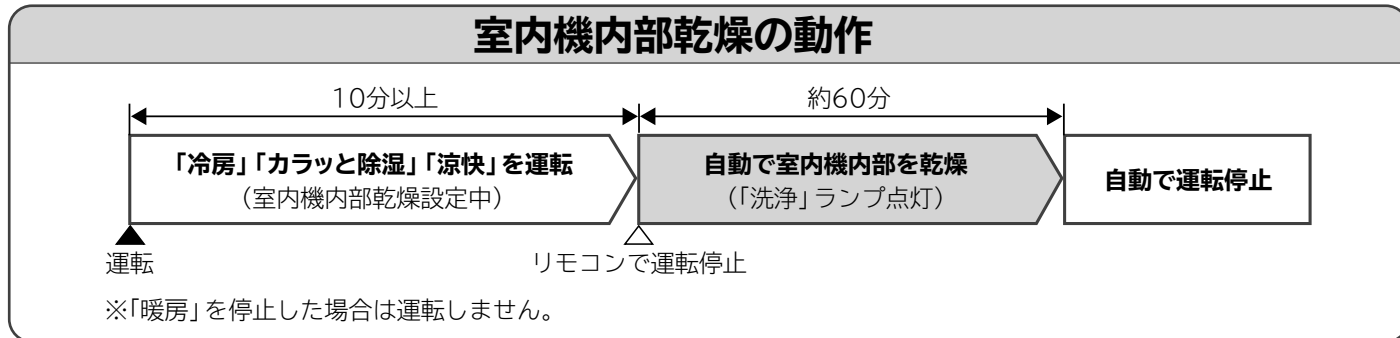 室内機内部乾燥の動作
10分以上
約60分
「冷房」「カラッと除湿」「涼快」を運転
（室内機内部乾燥設定中）
自動で室内機内部を乾燥
（「洗浄」ランプ点灯）
自動で運転停止
運転
リモコンで運転停止
※「暖房」を停止した場合は運転しません。